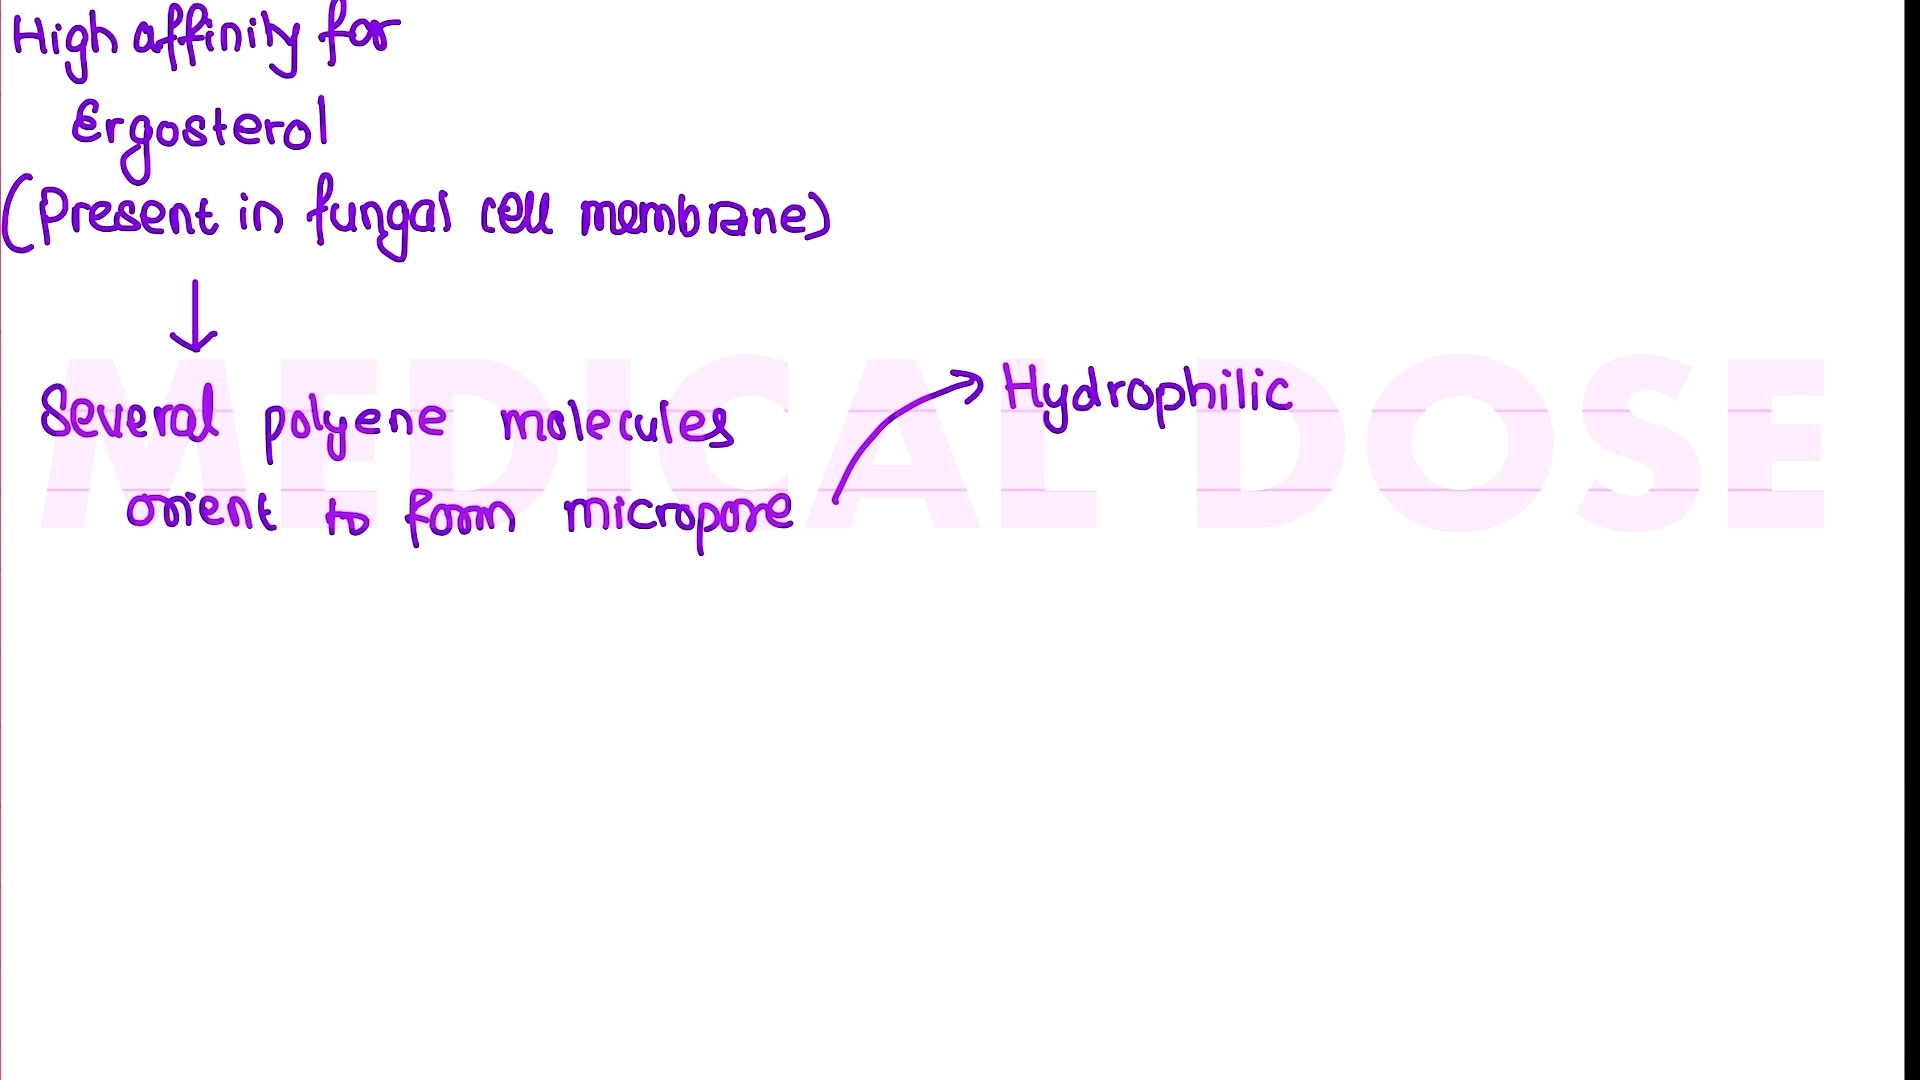 High affinity for
Ergosterol
(Present in fungal cell membrane)
↓
Several polyene molecules
orient to form micropore → Hydrophilic
MEDICAL DOSE